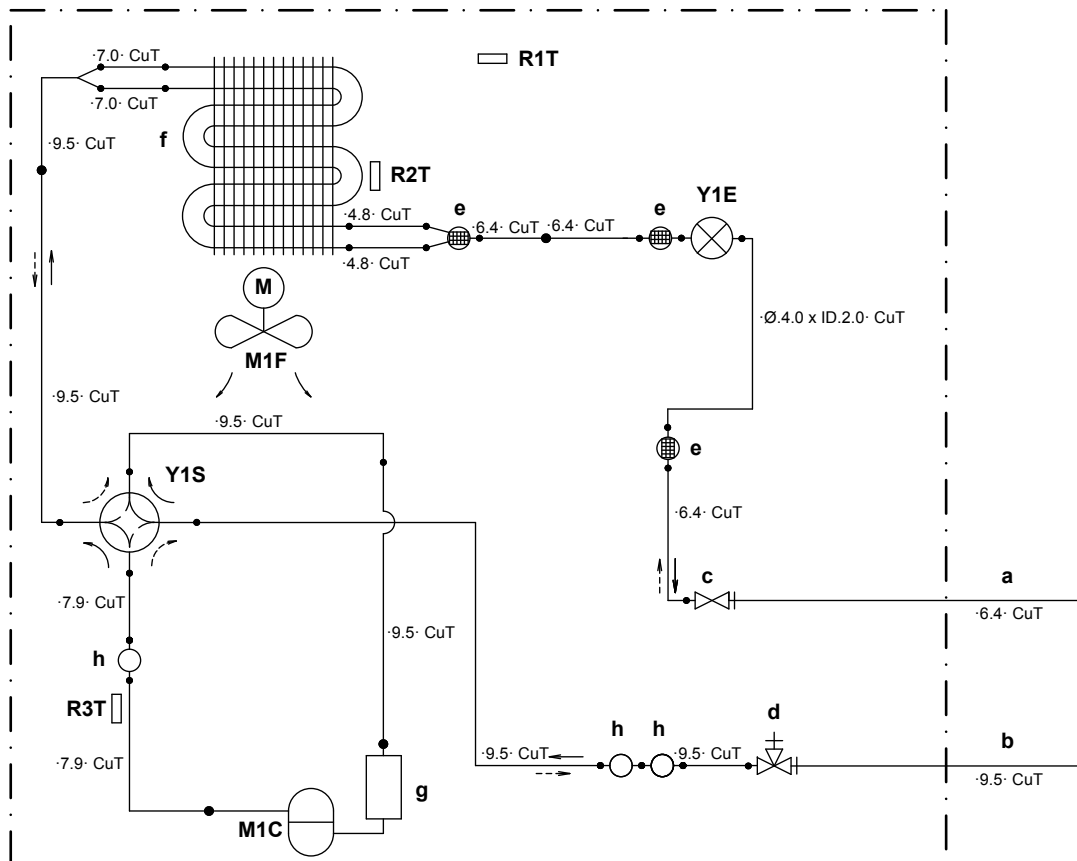 ·7.0· CuT
R1T
·7.0· CuT
·9.5· CuT
f
R2T
Y1E
·4.8· CuT
e
·6.4· CuT
·6.4· CuT
e
·4.8· CuT
M
·Ø.4.0 x ID.2.0· CuT
M1F
·9.5· CuT
·9.5· CuT
e
Y1S
·6.4· CuT
c
a
·7.9· CuT
·6.4· CuT
·9.5· CuT
h
R3T
d
h
h
b
·9.5· CuT
·9.5· CuT
·7.9· CuT
·9.5· CuT
g
M1C